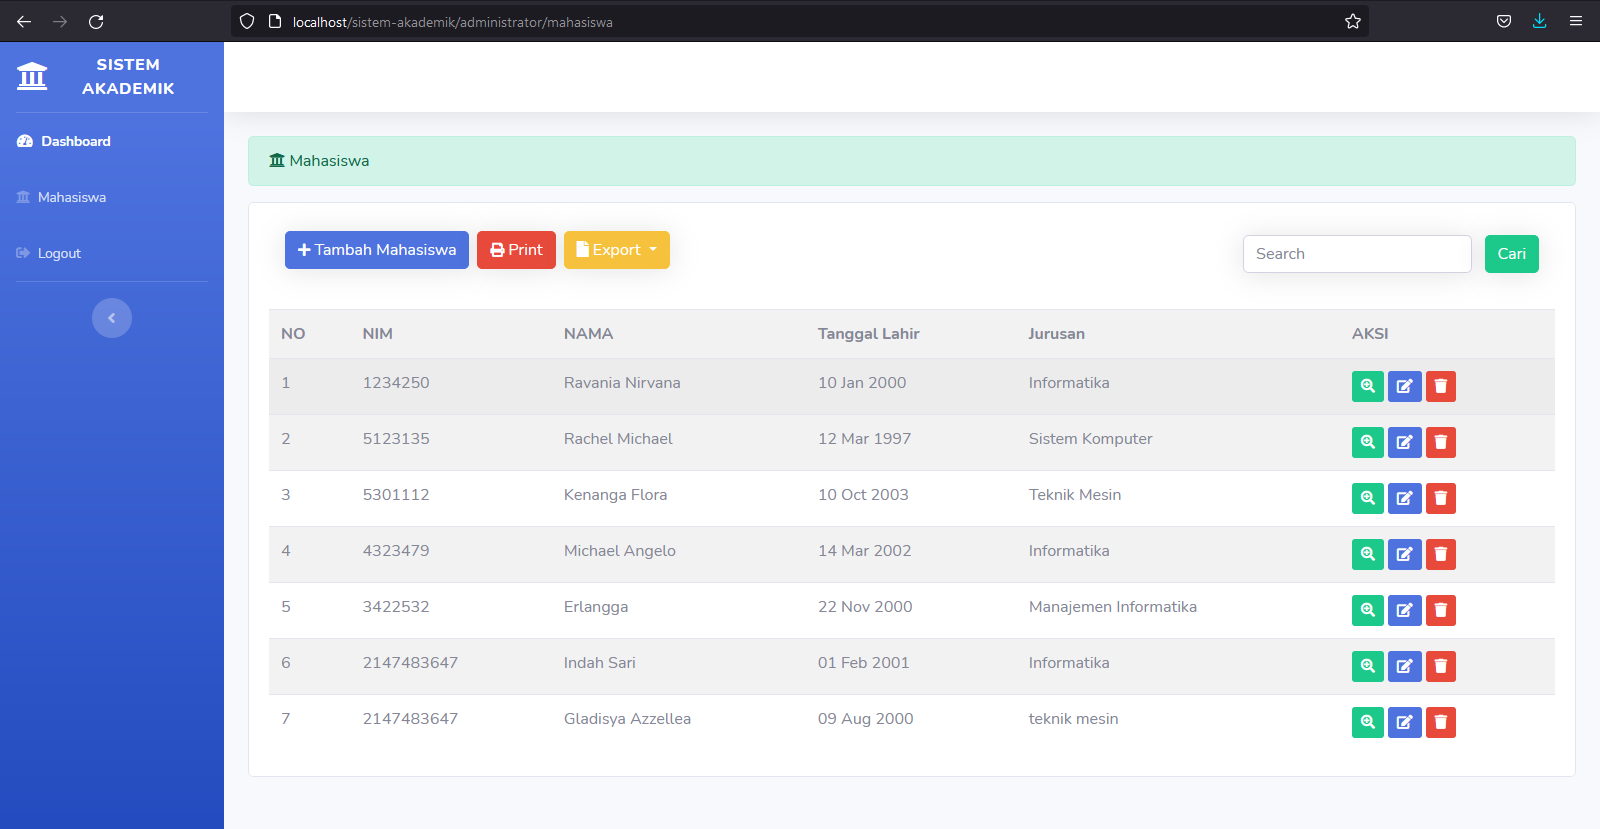 localhost/sistem-akademik/administrator/mahasiswa
SISTEM
AKADEMIK
Dashboard
Mahasiswa
Logout
Mahasiswa
Tambah Mahasiswa Print Export Search Cari
NO NIM NAMA Tanggal Lahir Jurusan AKSI
1 1234250 Ravania Nirvana 10 Jan 2000 Informatika
2 5123135 Rachel Michael 12 Mar 1997 Sistem Komputer
3 5301112 Kenanga Flora 10 Oct 2003 Teknik Mesin
4 4323479 Michael Angelo 14 Mar 2002 Informatika
5 3422532 Erlangga 22 Nov 2000 Manajemen Informatika
6 2147483647 Indah Sari 01 Feb 2001 Informatika
7 2147483647 Gladisya Azzellea 09 Aug 2000 teknik mesin